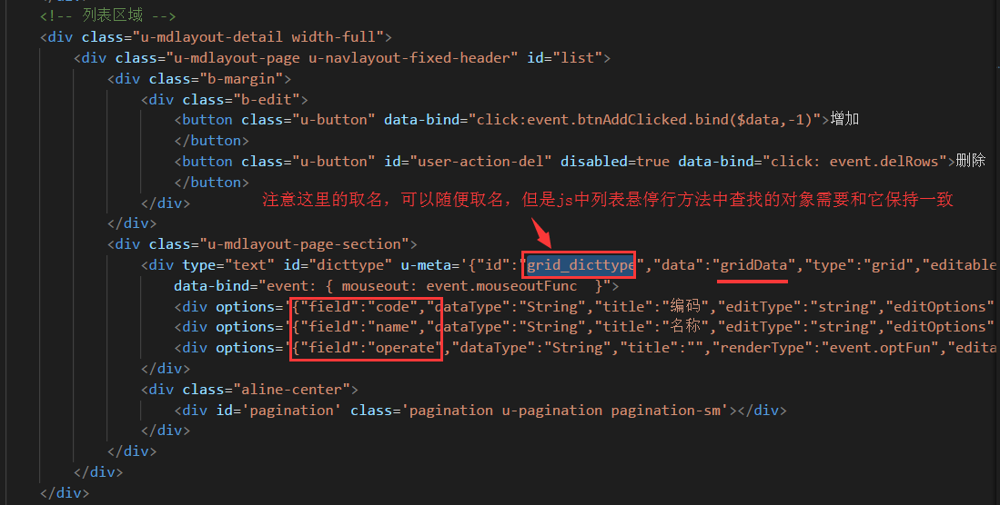 </div>
<!-- 列表区域 -->
<div class="u-mdlayout-detail width-full">
<div class="u-mdlayout-page u-navlayout-fixed-header" id="list">
<div class="b-margin">
<div class="b-edit">
<button class="u-button" data-bind="click:event.btnAddClicked.bind($data,-1)">增加
</button>
<button class="u-button" id="user-action-del" disabled=true data-bind="click: event.delRows">删除
</button>
</div>
注意这里的取名，可以随便取名，但是js中列表悬停行方法中查找的对象需要和它保持一致
</div>
<div class="u-mdlayout-page-section">
<div type="text" id="dicttype" u-meta='{"id":"grid_dicttype","data":"gridData","type":"grid","editable
data-bind="event: { mouseout: event.mouseoutFunc  }">
<div options='{"field":"code","dataType":"String","title":"编码","editType":"string","editOptions"
<div options='{"field":"name","dataType":"String","title":"名称","editType":"string","editOptions"
<div options='{"field":"operate","dataType":"String","title":"","renderType":"event.optFun","edita
</div>
<div class="aline-center">
<div id='pagination' class='pagination u-pagination pagination-sm'></div>
</div>
</div>
</div>
</div>